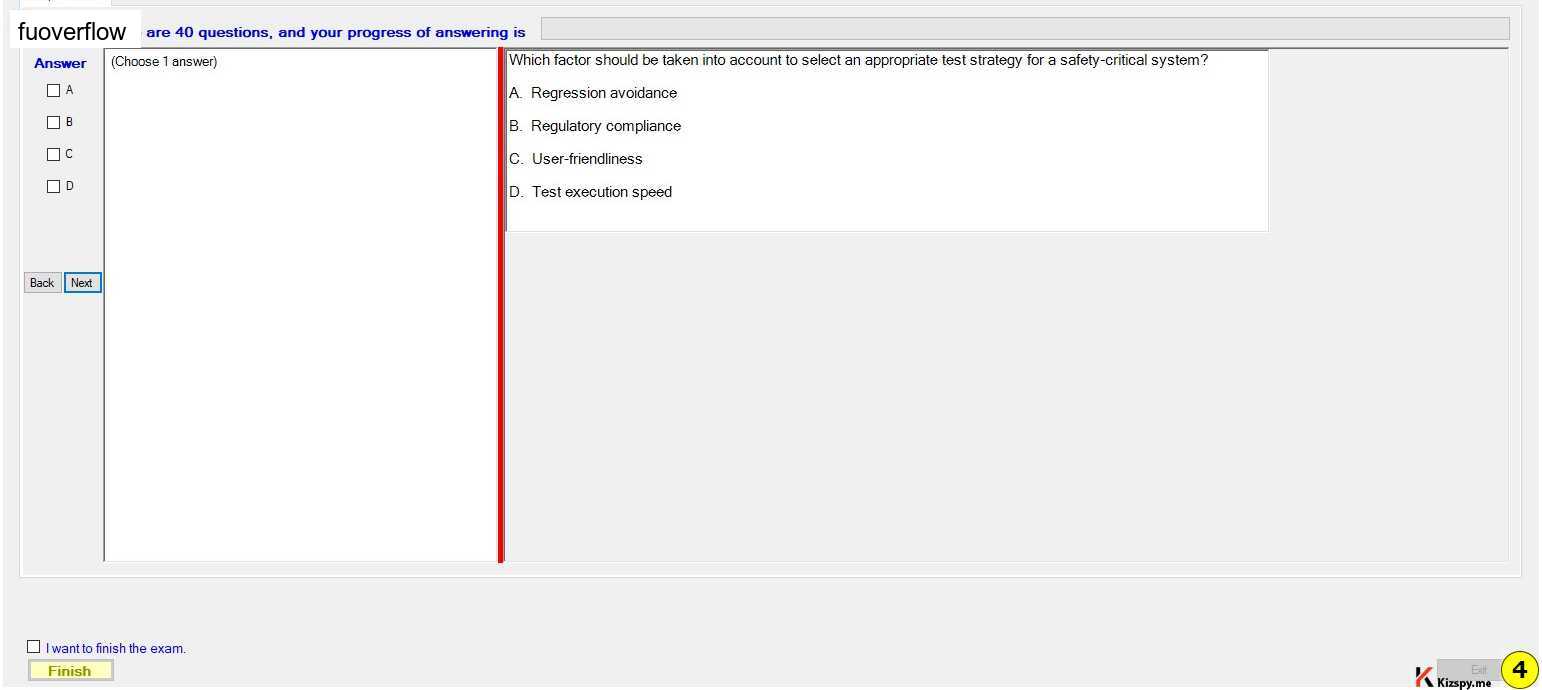 fuoverflow are 40 questions, and your progress of answering is
Answer
A
B
C
D
Back Next
(Choose 1 answer)
Which factor should be taken into account to select an appropriate test strategy for a safety-critical system?
A. Regression avoidance
B. Regulatory compliance
C. User-friendliness
D. Test execution speed
I want to finish the exam.
Finish
Exit
Kizspy.me
4